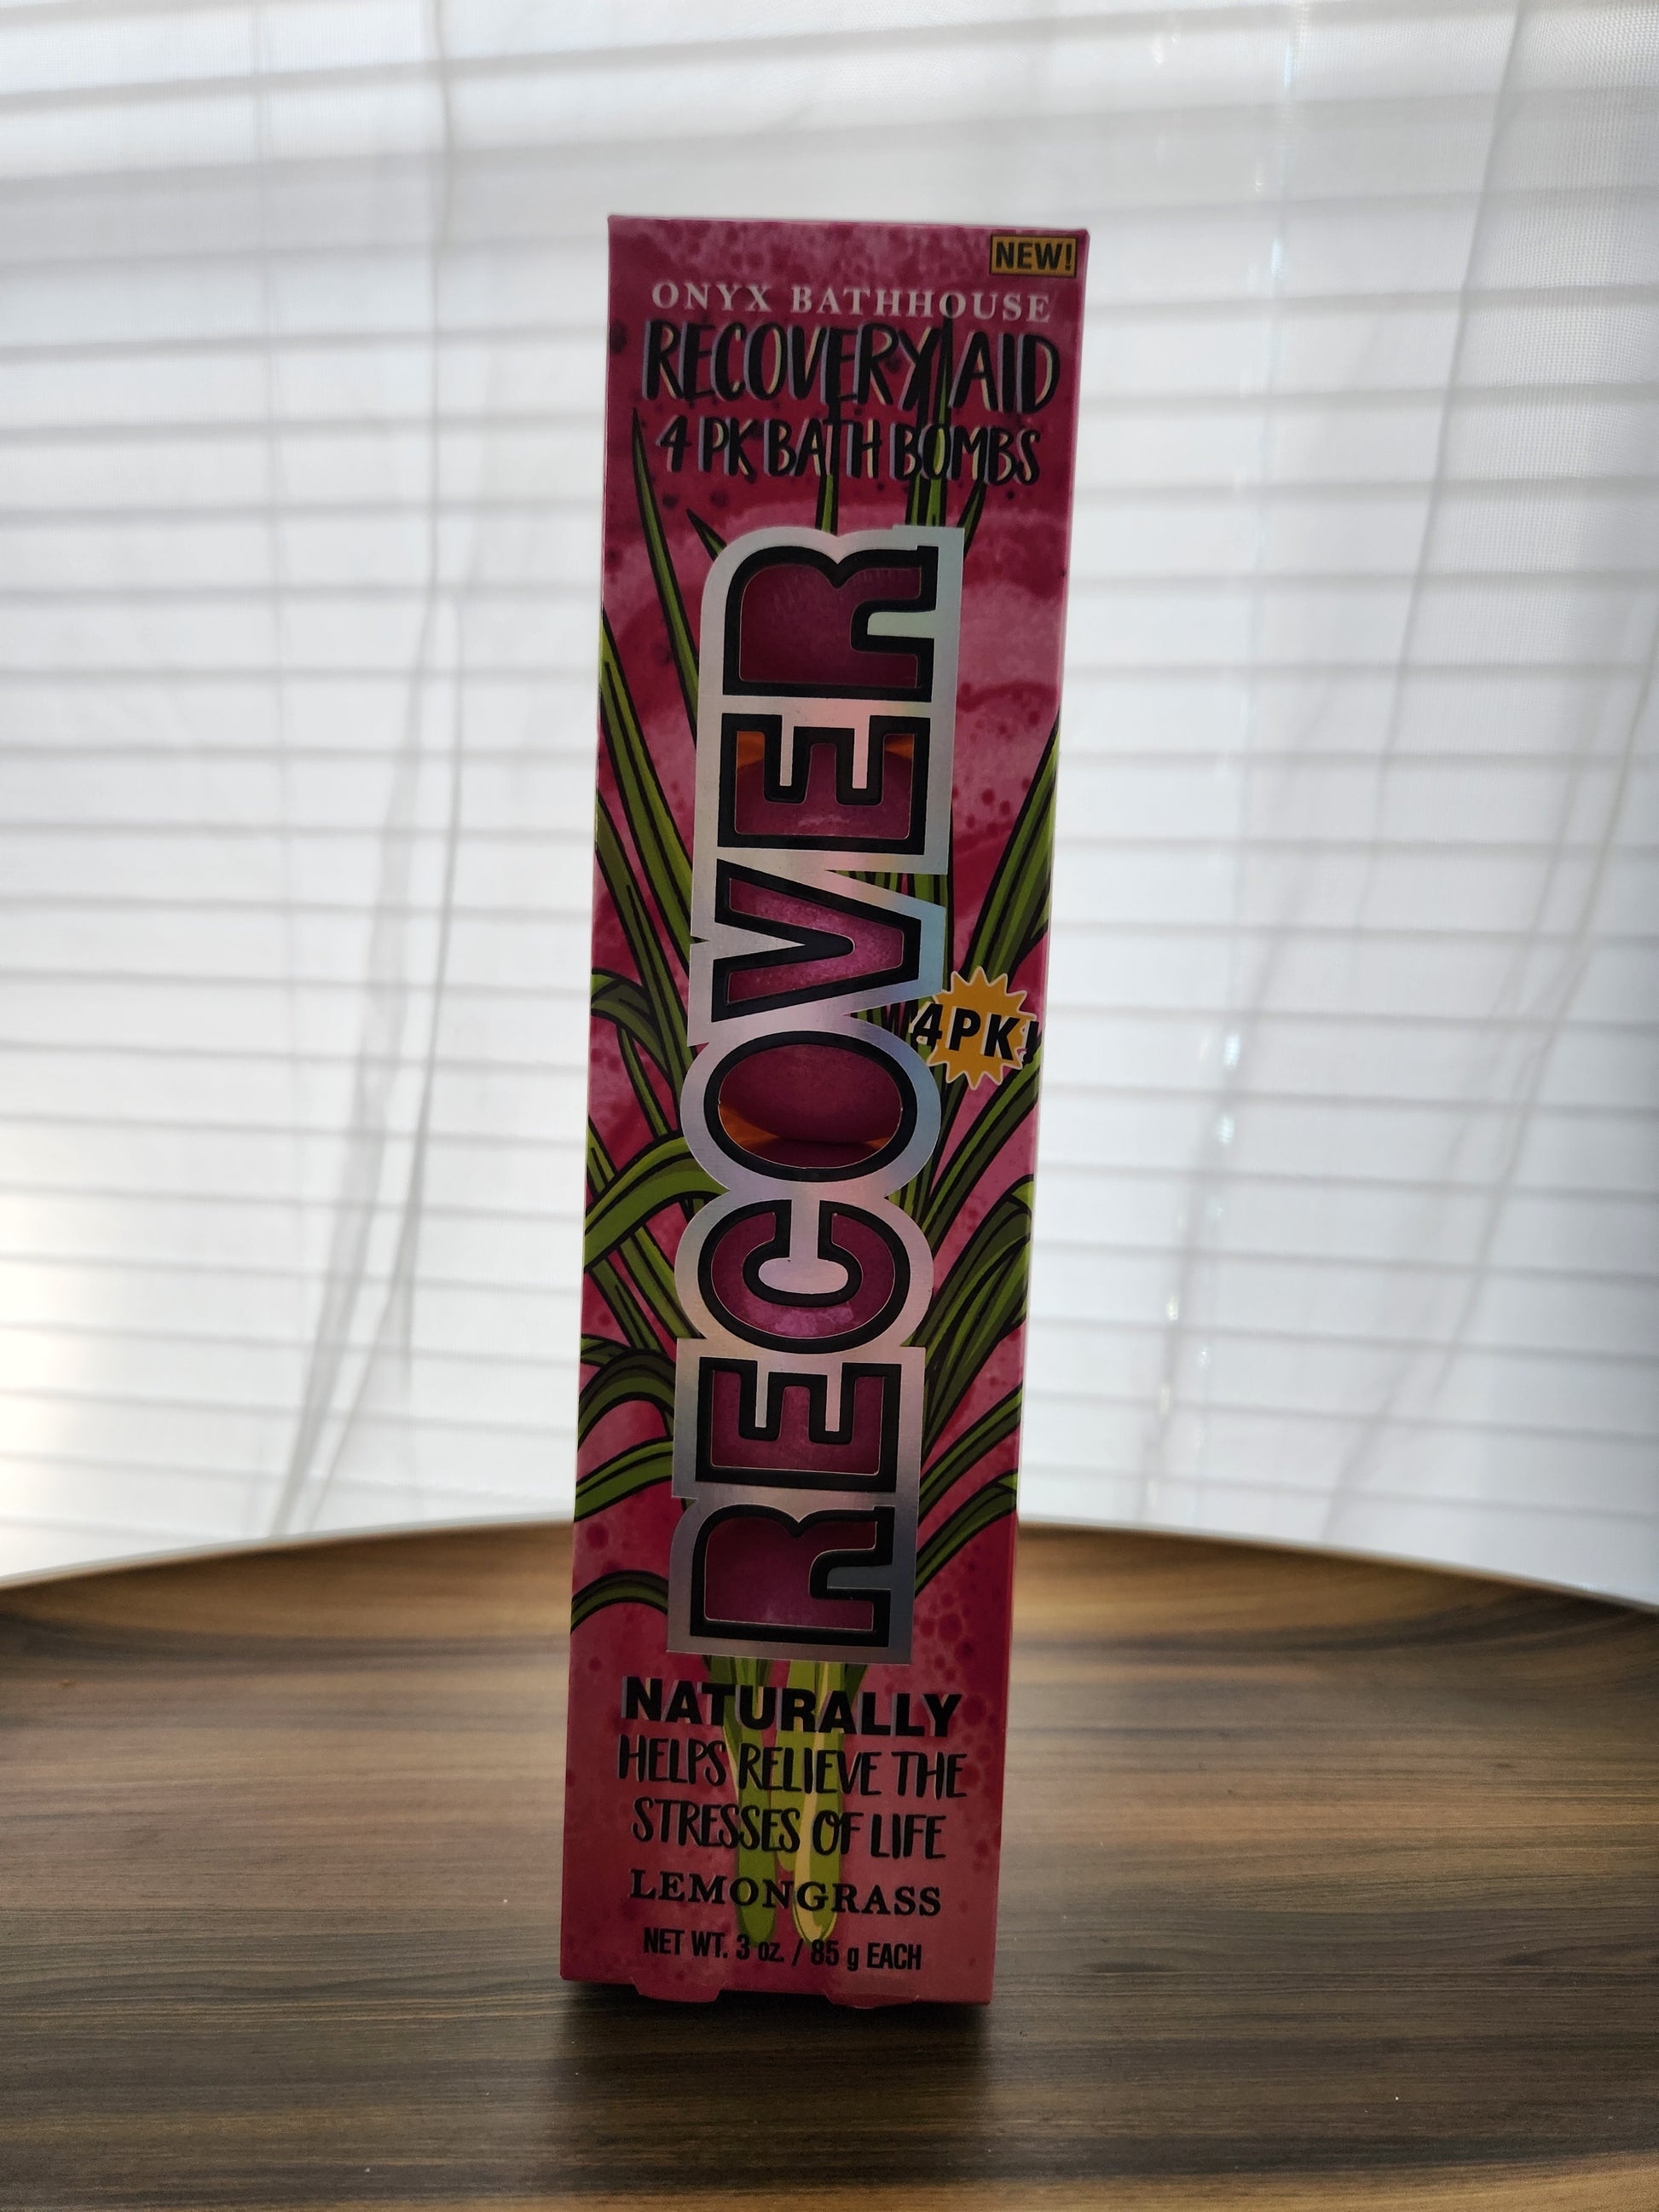 NEW!
ONYX BATHHOUSE
RECOVERY AID
4 PK BATH BOMBS
RECOVER
4PK!
NATURALLY
HELPS RELIEVE THE
STRESSES OF LIFE
LEMONGRASS
NET WT. 3 oz. / 85 g EACH